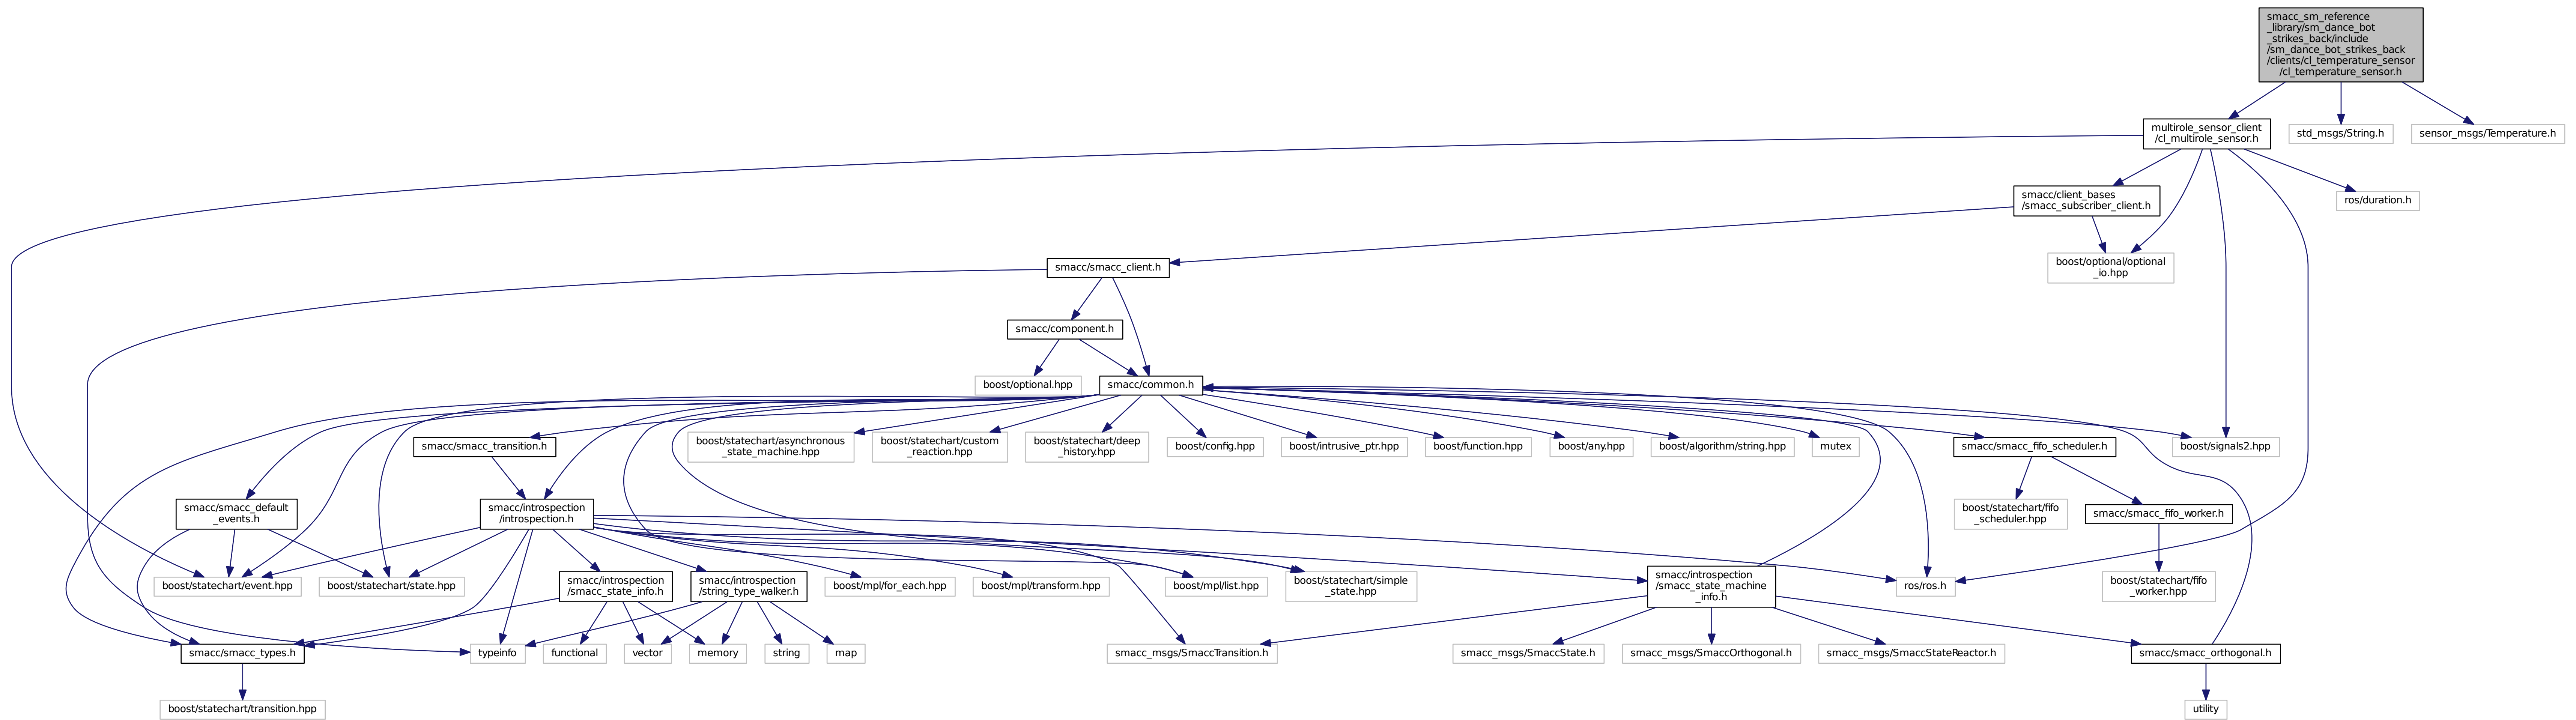 smacc_sm_reference
_library/sm_dance_bot
_strikes_back/include
/sm_dance_bot_strikes_back
/clients/cl_temperature_sensor
/cl_temperature_sensor.h
multirole_sensor_client
/cl_multirole_sensor.h
std_msgs/String.h
sensor_msgs/Temperature.h
smacc/client_bases
/smacc_subscriber_client.h
ros/duration.h
smacc/smacc_client.h
boost/optional/optional
_io.hpp
smacc/component.h
boost/optional.hpp
smacc/common.h
smacc/smacc_transition.h
boost/statechart/asynchronous
_state_machine.hpp
boost/statechart/custom
_reaction.hpp
boost/statechart/deep
_history.hpp
boost/config.hpp
boost/intrusive_ptr.hpp
boost/function.hpp
boost/any.hpp
boost/algorithm/string.hpp
mutex
smacc/smacc_fifo_scheduler.h
boost/signals2.hpp
smacc/smacc_default
_events.h
smacc/introspection
/introspection.h
boost/statechart/fifo
_scheduler.hpp
smacc/smacc_fifo_worker.h
boost/statechart/event.hpp
boost/statechart/state.hpp
smacc/introspection
/smacc_state_info.h
smacc/introspection
/string_type_walker.h
boost/mpl/for_each.hpp
boost/mpl/transform.hpp
boost/mpl/list.hpp
boost/statechart/simple
_state.hpp
smacc/introspection
/smacc_state_machine
_info.h
ros/ros.h
boost/statechart/fifo
_worker.hpp
smacc/smacc_types.h
typeinfo
functional
vector
memory
string
map
smacc_msgs/SmaccTransition.h
smacc_msgs/SmaccState.h
smacc_msgs/SmaccOrthogonal.h
smacc_msgs/SmaccStateReactor.h
smacc/smacc_orthogonal.h
boost/statechart/transition.hpp
utility